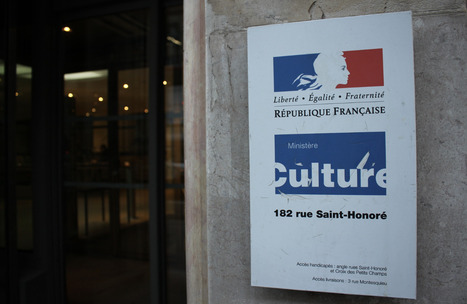 Liberté • Égalité • Fraternité
RÉPUBLIQUE FRANÇAISE
Ministère
Culture
182 rue Saint-Honoré
Accès handicapés : angle rues Saint-Honoré
et Croix des Petits Champs
Accès livraisons : 3 rue Montesquieu